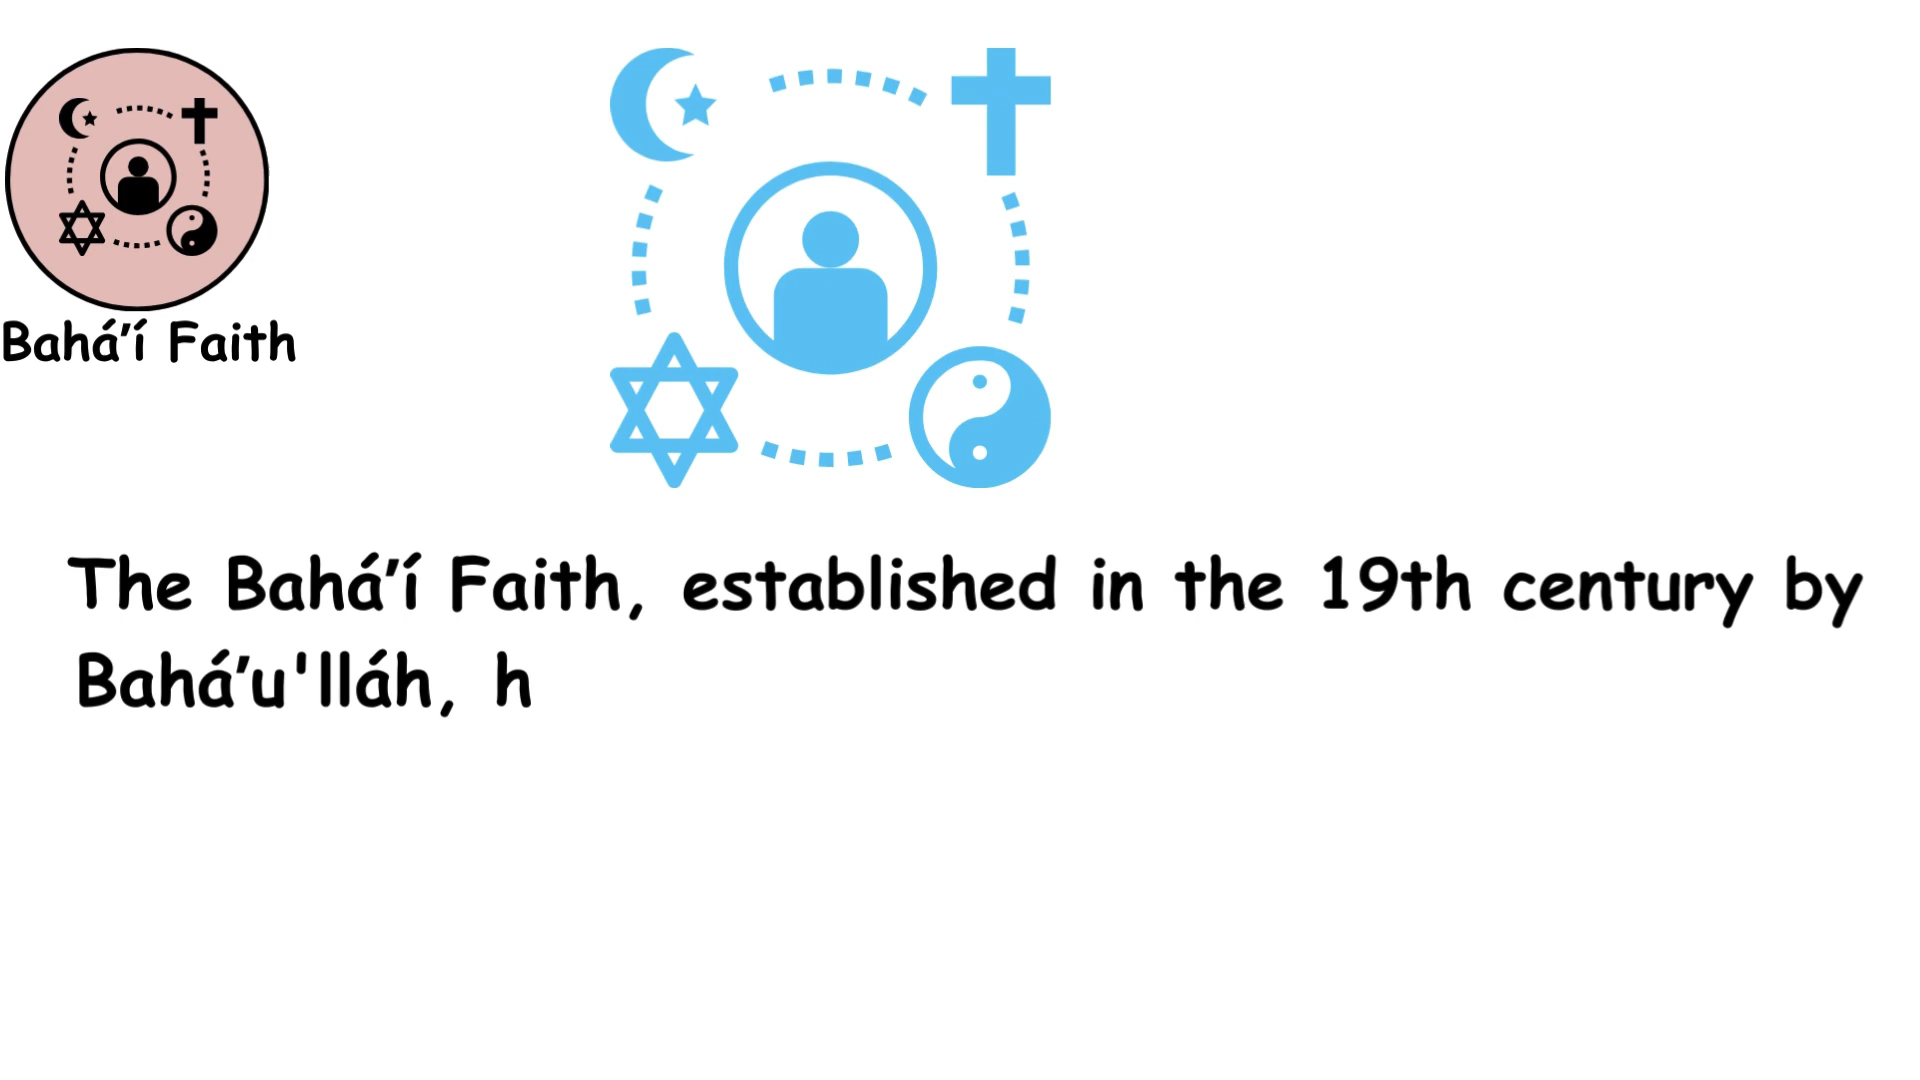 Bahá’í Faith
The Bahá’í Faith, established in the 19th century by
Bahá’u'lláh, h